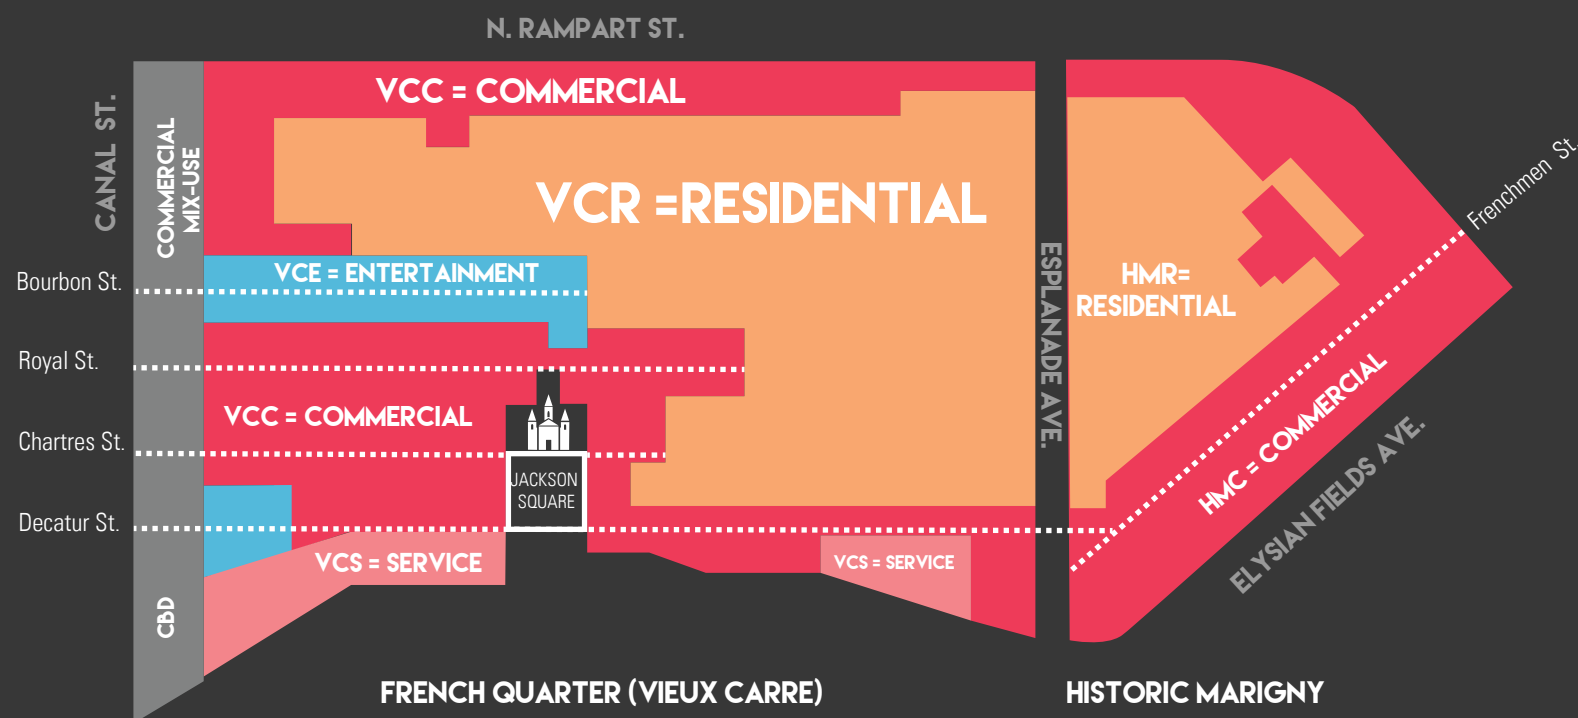 N. RAMPART ST.
VCC = COMMERCIAL
CANAL ST.
COMMERCIAL
MIX-USE
VCR =RESIDENTIAL
Frenchmen St.
ESPLANADE AVE.
Bourbon St.
VCE = ENTERTAINMENT
HMR=
RESIDENTIAL
Royal St.
VCC = COMMERCIAL
Chartres St.
JACKSON
SQUARE
HMC = COMMERCIAL
ELYSIAN FIELDS AVE.
Decatur St.
VCS = SERVICE
VCS = SERVICE
CBD
FRENCH QUARTER (VIEUX CARRE)
HISTORIC MARIGNY